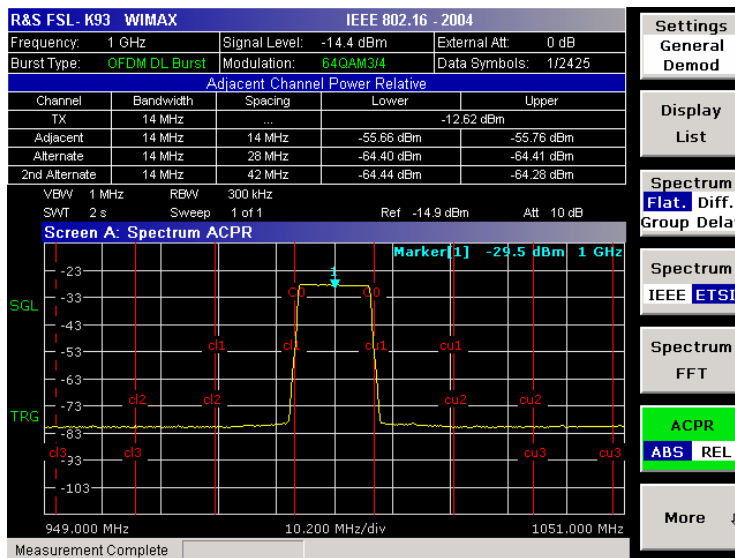 R&S FSL- K93 WIMAX IEEE 802.16 - 2004
Frequency: 1 GHz Signal Level: -14.4 dBm External Att: 0 dB
Burst Type: OFDM DL Burst Modulation: 64QAM3/4 Data Symbols: 1/2425
Adjacent Channel Power Relative
Channel Bandwidth Spacing Lower Upper
TX 14 MHz ... -12.62 dBm
Adjacent 14 MHz 14 MHz -55.66 dBm -55.76 dBm
Alternate 14 MHz 28 MHz -64.40 dBm -64.41 dBm
2nd Alternate 14 MHz 42 MHz -64.44 dBm -64.28 dBm
VBW 1 MHz RBW 300 kHz
SWT 2 s Sweep 1 of 1 Ref -14.9 dBm Att 10 dB
Screen A: Spectrum ACPR
Marker[1] -29.5 dBm 1 GHz
1
-23
C0 C0
-33
SGL
-43
cl1 cl1 cu1 cu1
-53
-63
cl2 cl2 cu2 cu2
-73
TRG
-83
cl3 cl3 cu3 cu3
-93
-103
949.000 MHz 10.200 MHz/div 1051.000 MHz
Measurement Complete
Settings
General
Demod
Display
List
Spectrum
Flat. Diff.
Group Delay
Spectrum
IEEE ETSI
Spectrum
FFT
ACPR
ABS REL
More